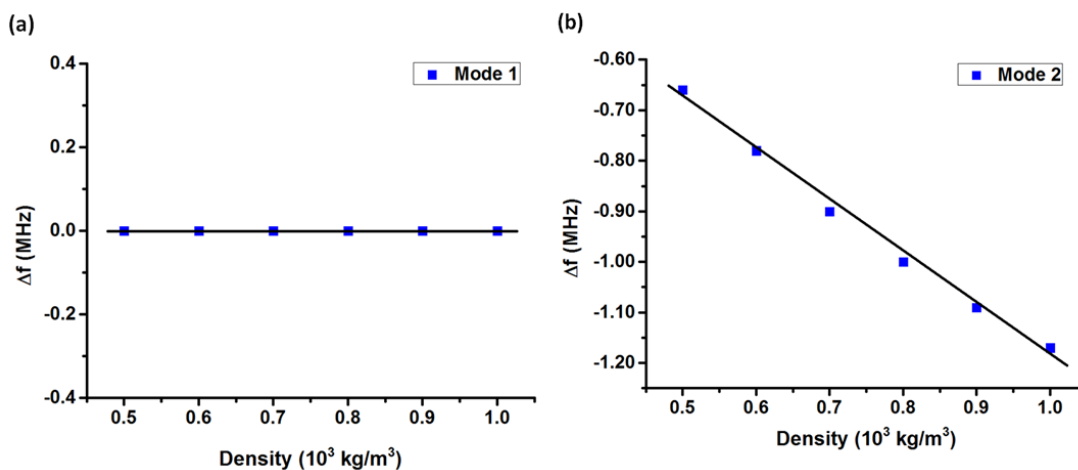 (a)
0.4
0.2
0.0
-0.2
-0.4
Δf (MHz)
Mode 1
0.5 0.6 0.7 0.8 0.9 1.0
Density (10³ kg/m³)
(b)
-0.60
-0.80
-0.90
-1.00
-1.10
-1.20
Δf (MHz)
Mode 2
0.5 0.6 0.7 0.8 0.9 1.0
Density (10³ kg/m³)